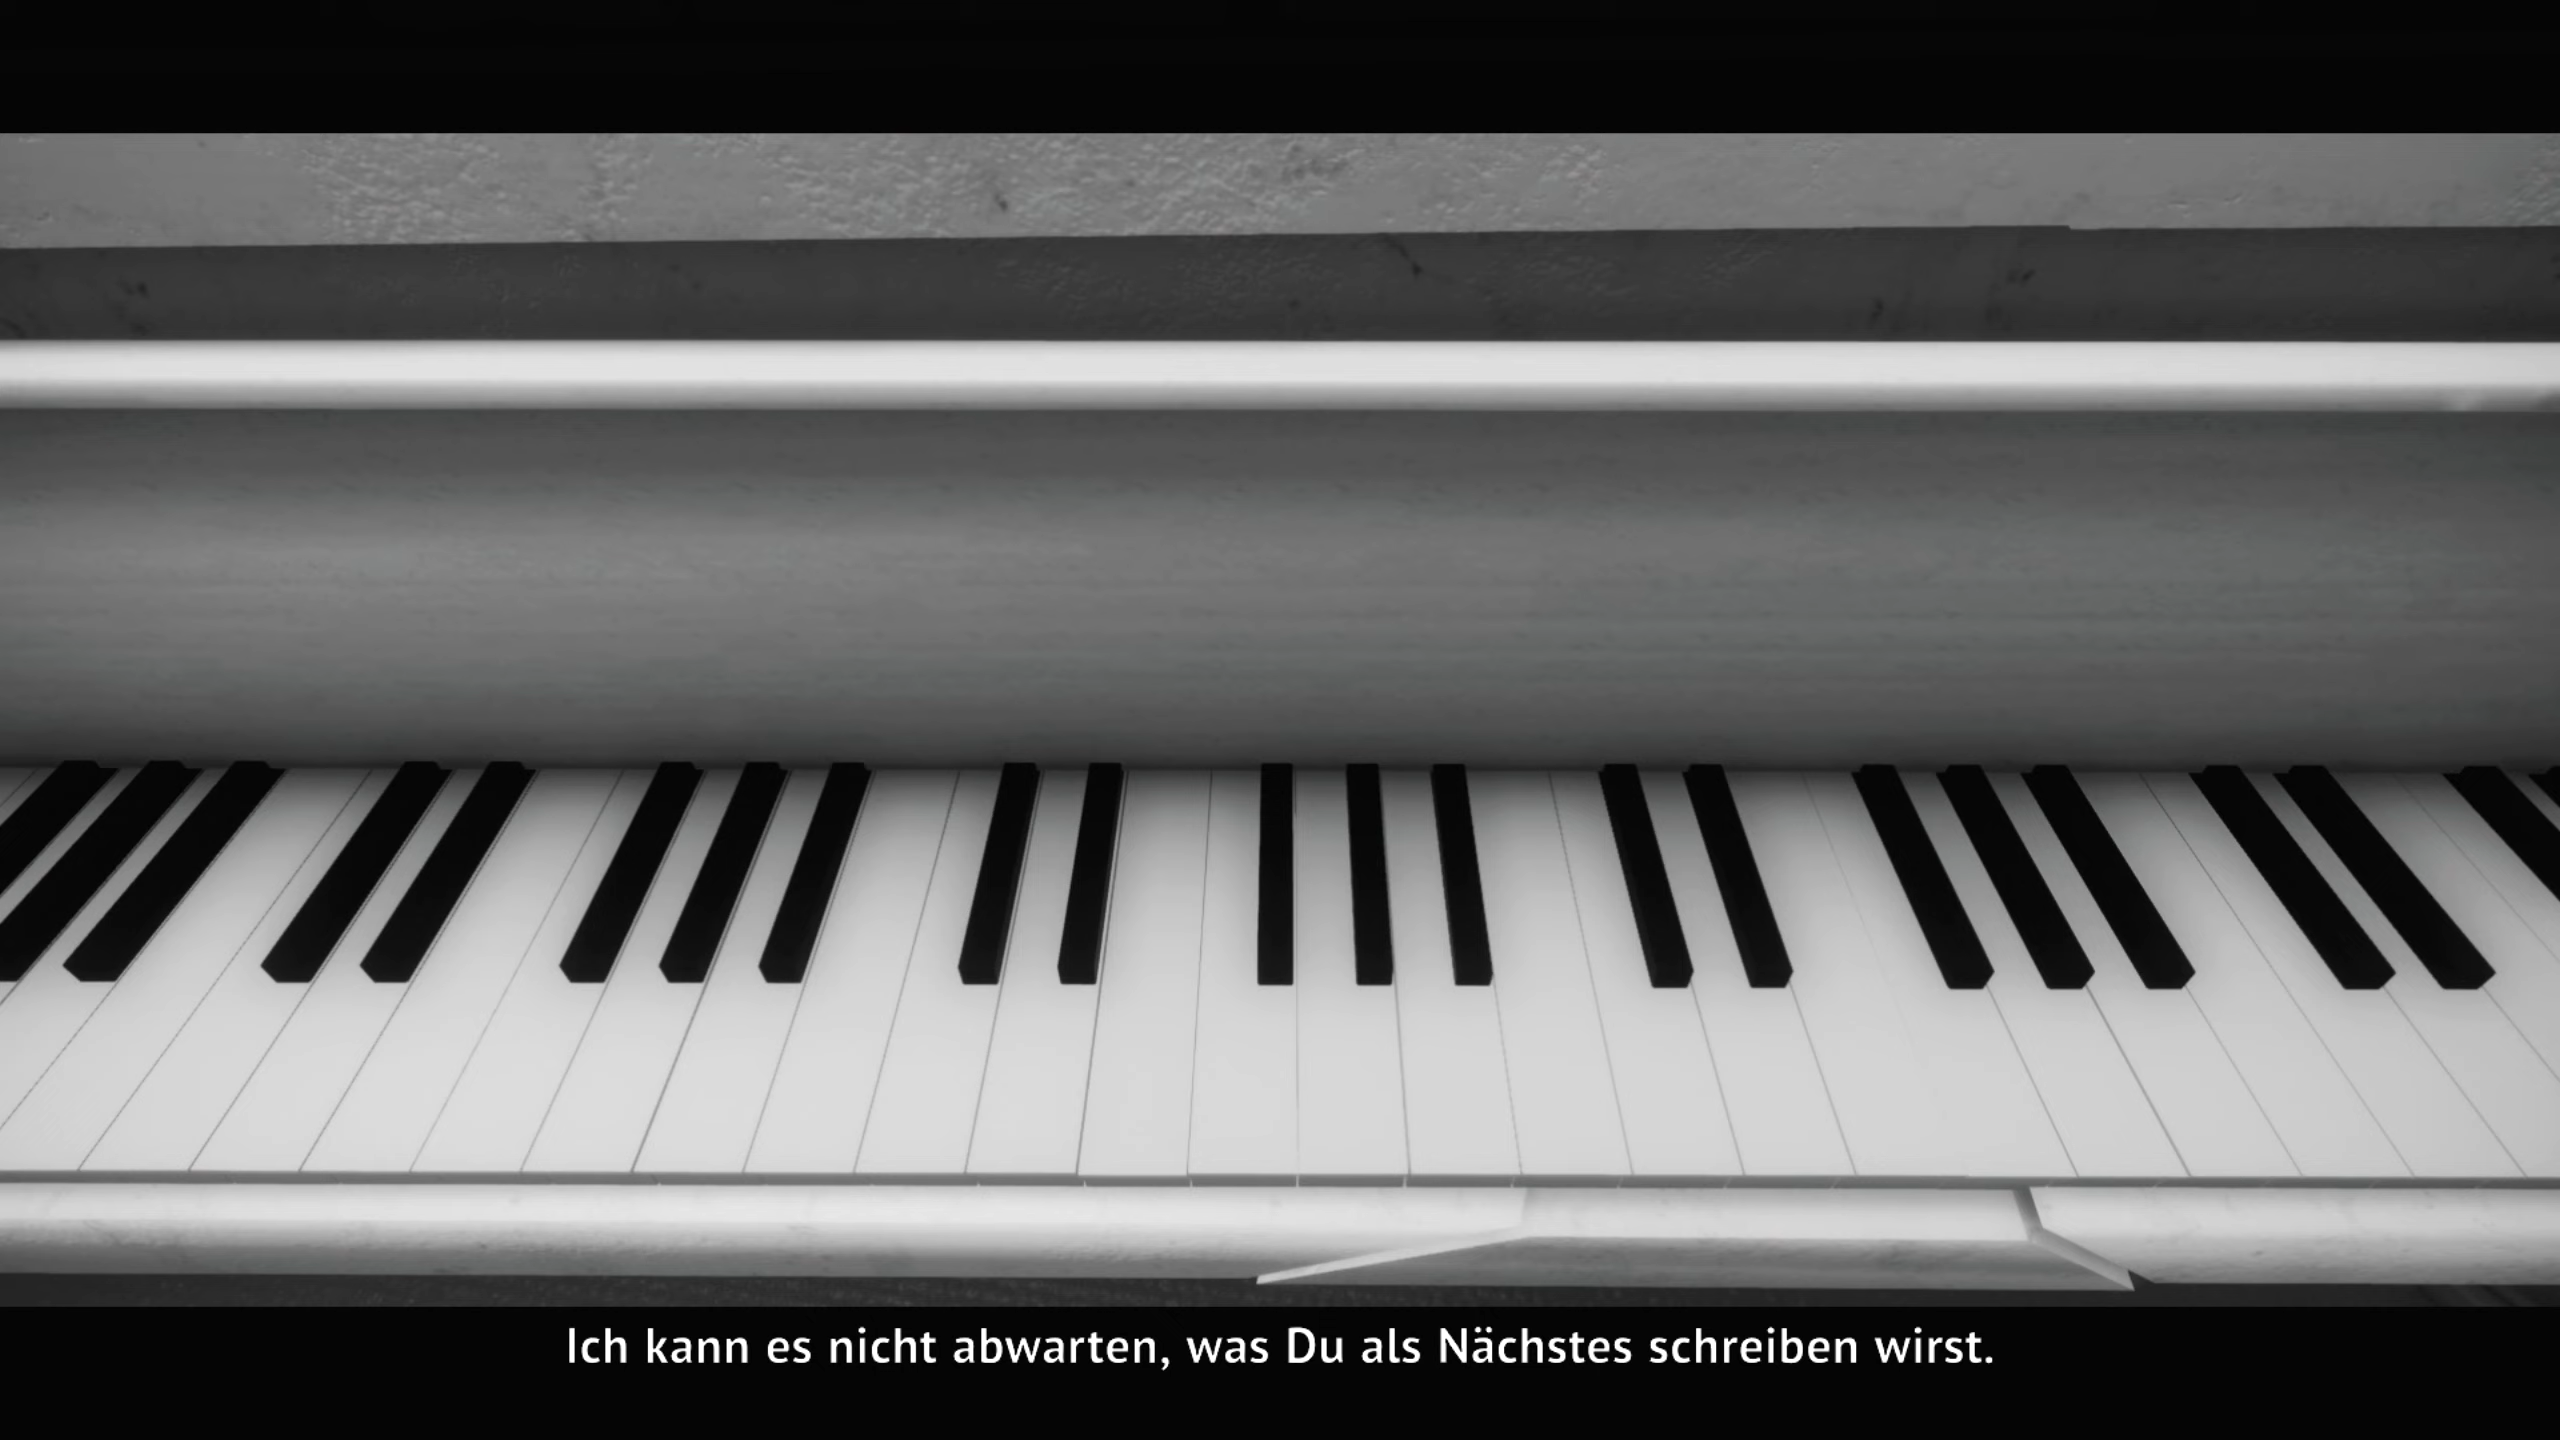 Ich kann es nicht abwarten, was Du als Nächstes schreiben wirst.